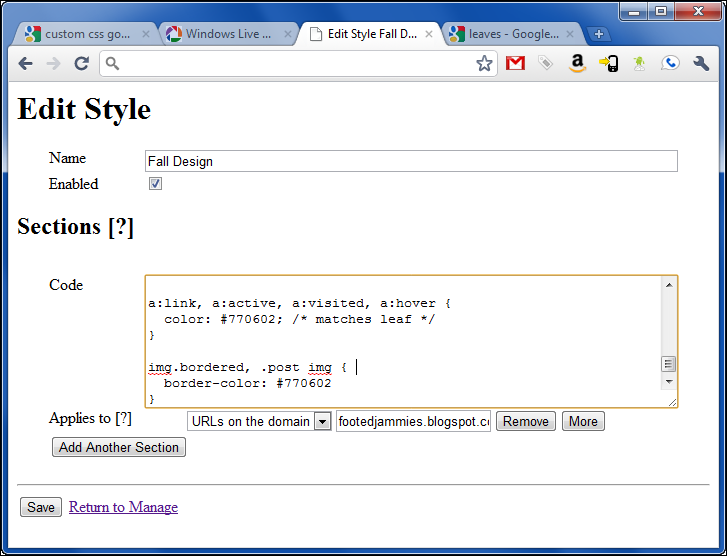 custom css go...
Windows Live ...
Edit Style Fall D...
leaves - Google...
Edit Style
Name
Fall Design
Enabled
Sections [?]
Code
a:link, a:active, a:visited, a:hover {
color: #770602; /* matches leaf */
}
img.bordered, .post img {
border-color: #770602
}
Applies to [?]
URLs on the domain
footedjammies.blogspot.co
Remove
More
Add Another Section
Save
Return to Manage